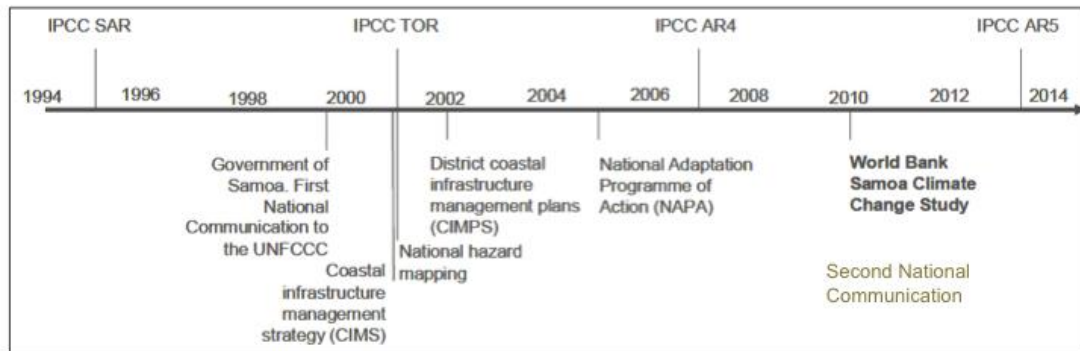 IPCC SAR
IPCC TOR
IPCC AR4
IPCC AR5
1994
1996
1998
2000
2002
2004
2006
2008
2010
2012
2014
Government of
Samoa. First
National
Communication to
the UNFCCC
Coastal
infrastructure
management
strategy (CIMS)
National hazard
mapping
District coastal
infrastructure
management plans
(CIMPS)
National Adaptation
Programme of
Action (NAPA)
World Bank
Samoa Climate
Change Study
Second National
Communication